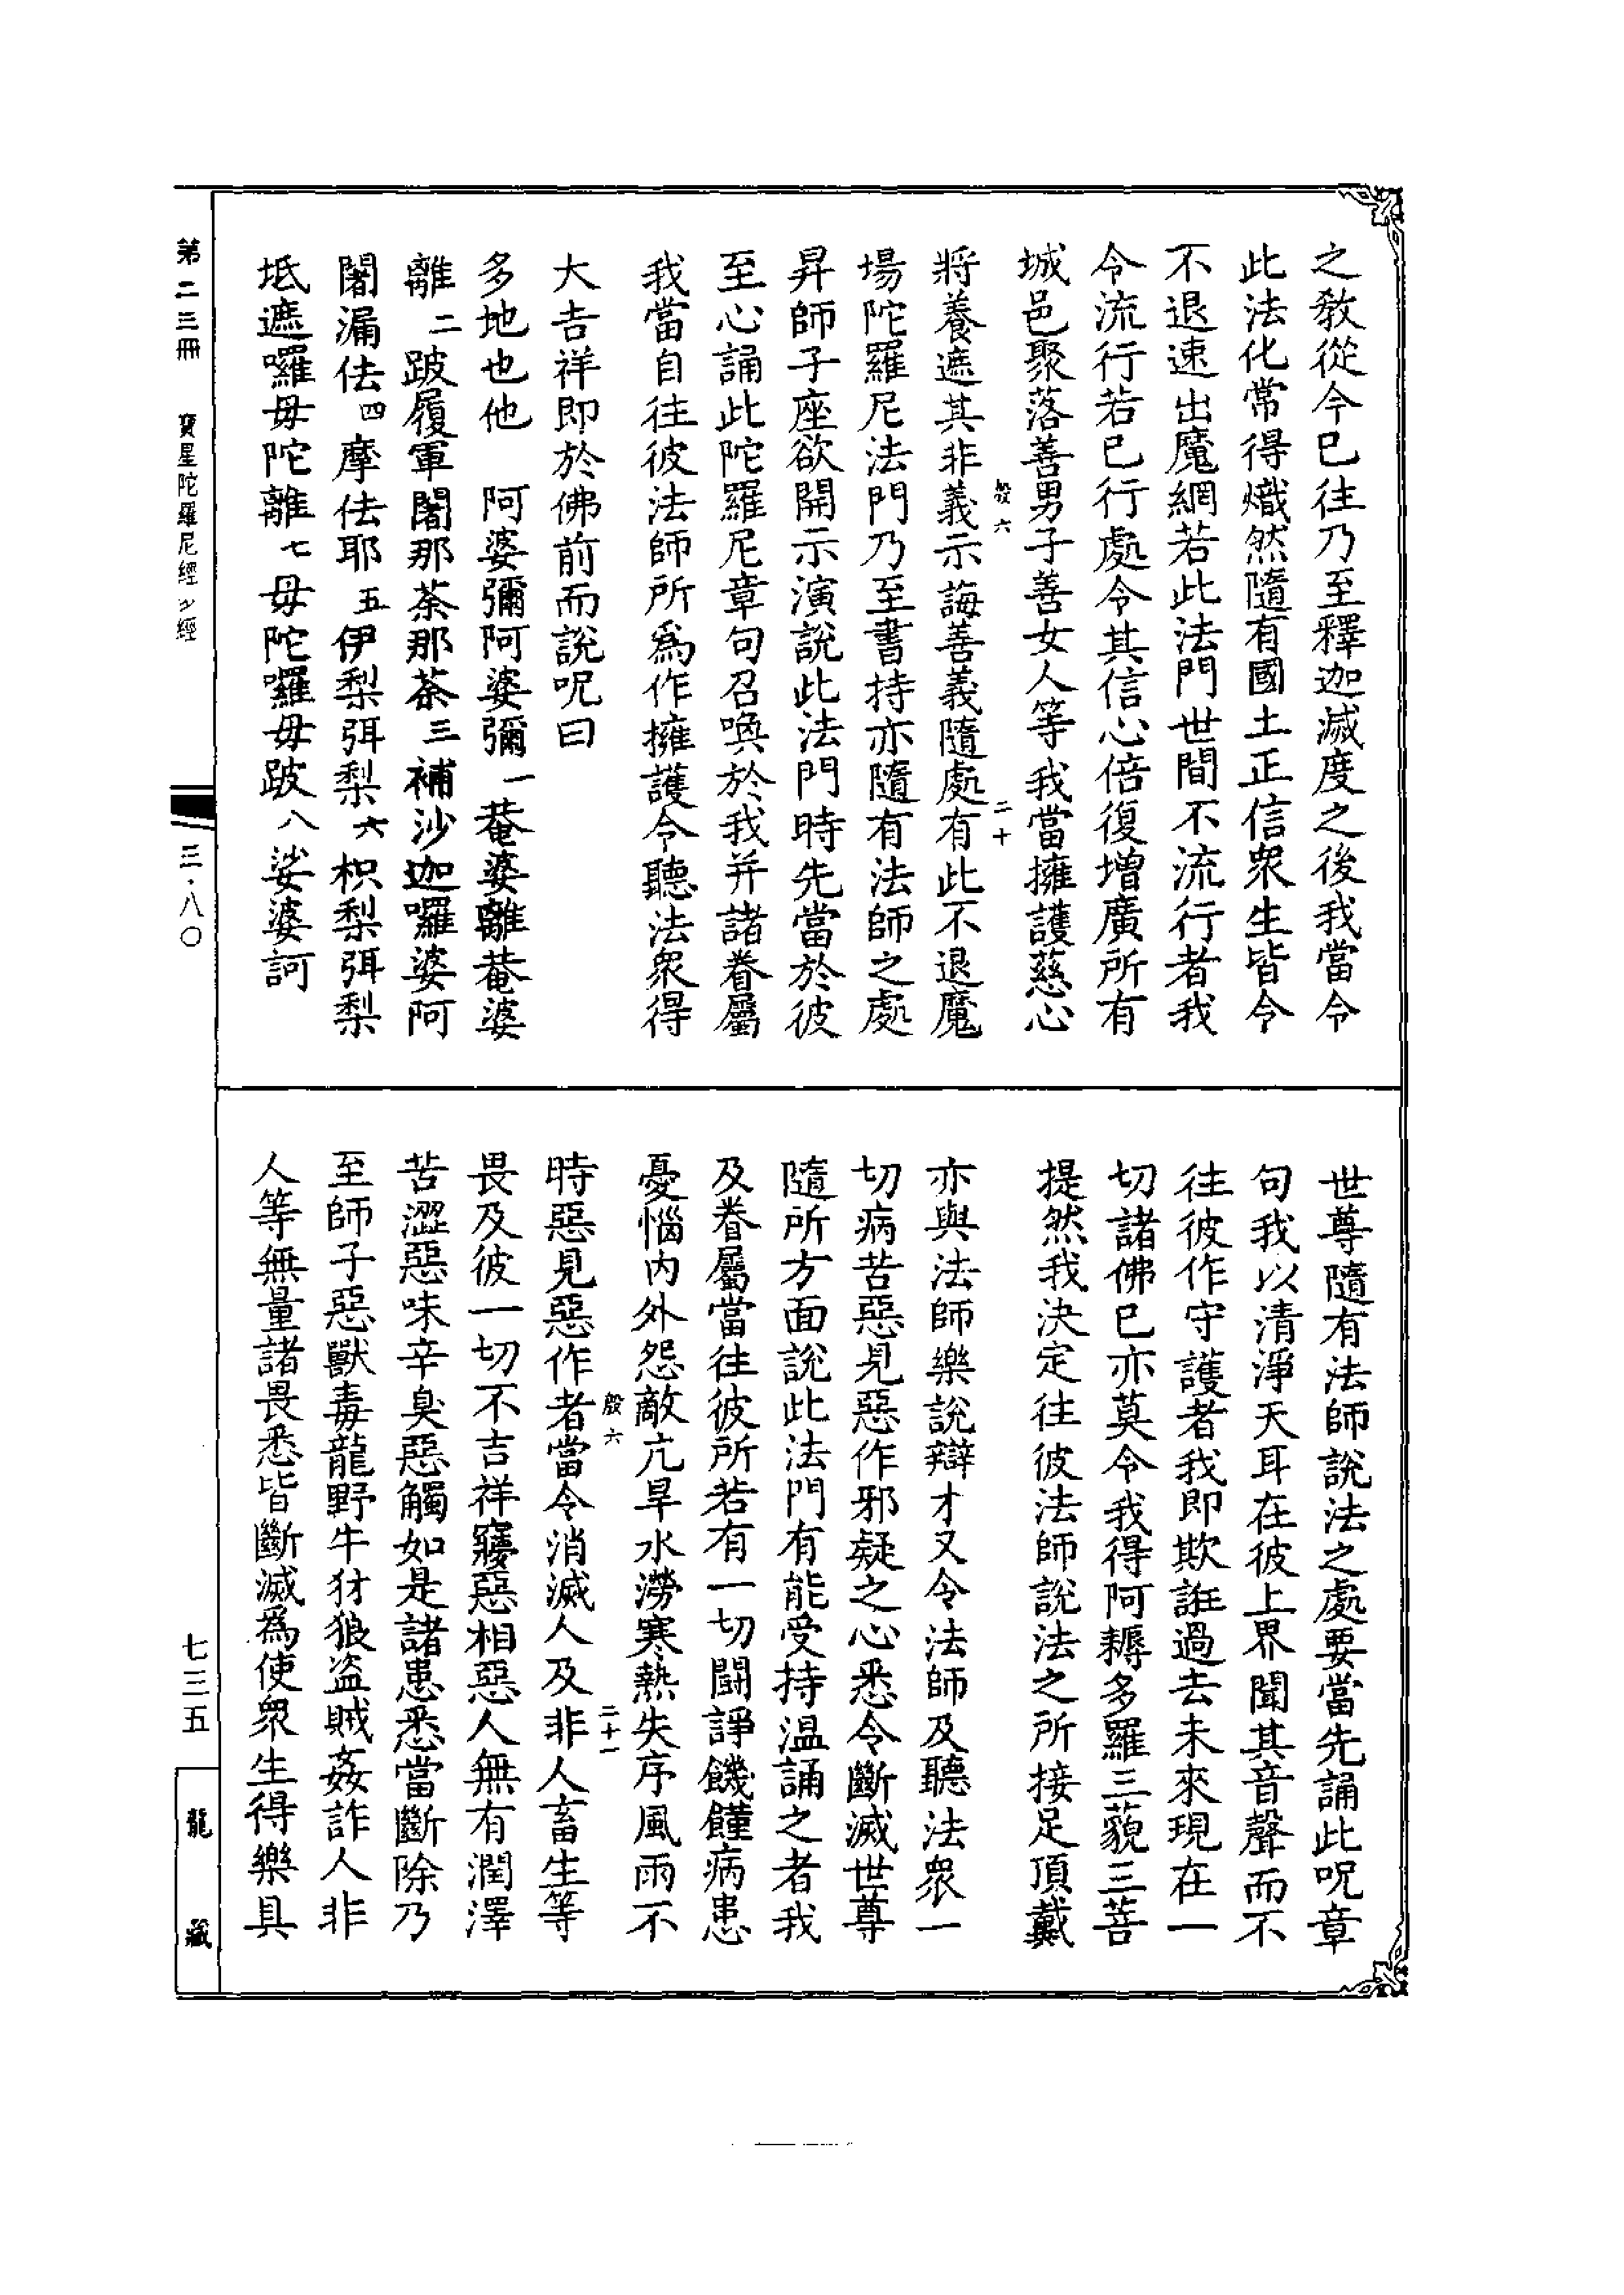 之敎從今已往乃至釋迦滅度之後我當令
此法化常得熾然隨有國土正信衆生皆令
不退速出魔網若此法門世間不流行者我
令流行若已行處令其信心倍復增廣所有
城邑聚落善男子善女人等我當擁護慈心
殷六 二十
將養遮其非義示誨善義隨處有此不退魔
場陀羅尼法門乃至書持亦隨有法師之處
昇師子座欲開示演說此法門時先當於彼
至心誦此陀羅尼章句召喚於我并諸眷屬
我當自往彼法師所爲作擁護令聽法衆得
大吉祥即於佛前而說呪曰
多地也他 阿婆彌阿婆彌一菴婆離菴婆
離二跛履軍闍那茶那茶三補沙迦囉婆阿
闍漏佉四摩佉耶五伊梨弭梨六枳梨弭梨
坻遮囉毋陀離七毋陀囉毋跛八娑婆訶
世尊隨有法師說法之處要當先誦此呪章
句我以清淨天耳在彼上界聞其音聲而不
往彼作守護者我即欺誑過去未來現在一
切諸佛已亦莫令我得阿耨多羅三藐三菩
提然我決定往彼法師說法之所接足頂戴
亦與法師樂說辯才又令法師及聽法衆一
切病苦惡見惡作邪疑之心悉令斷滅世尊
隨所方面說此法門有能受持温誦之者我
及眷屬當往彼所若有一切鬪諍饑饉病患
憂惱內外怨敵亢旱水澇寒熱失序風雨不
殷六 二十一
時惡見惡作者當令消滅人及非人畜生等
畏及彼一切不吉祥㝱惡相惡人無有潤澤
苦澀惡味辛臭惡觸如是諸患悉當斷除乃
至師子惡獸毒龍野牛犲狼盗賊姦詐人非
人等無量諸畏悉皆斷滅爲使衆生得樂具
第二三冊 寶星陀羅尼經 經
三·八〇
七三五
龍藏